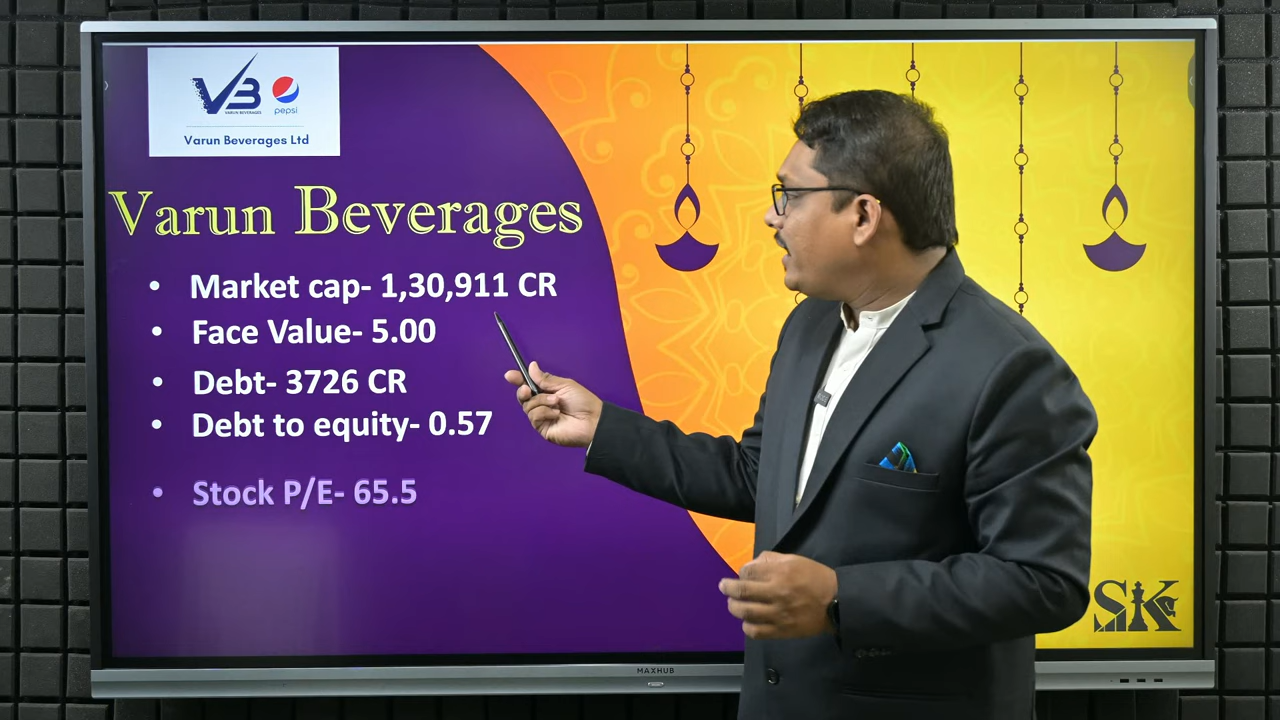 VB
VARUN BEVERAGES
pepsi
Varun Beverages Ltd
Varun Beverages
• Market cap- 1,30,911 CR
• Face Value- 5.00
• Debt- 3726 CR
• Debt to equity- 0.57
• Stock P/E- 65.5
SK
MAXHUB